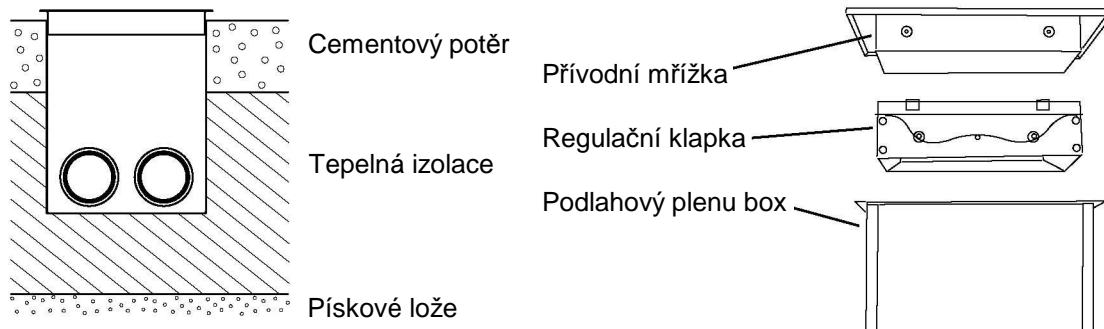 Cementový potěr
Tepelná izolace
Pískové lože
Přívodní mřížka
Regulační klapka
Podlahový plenu box